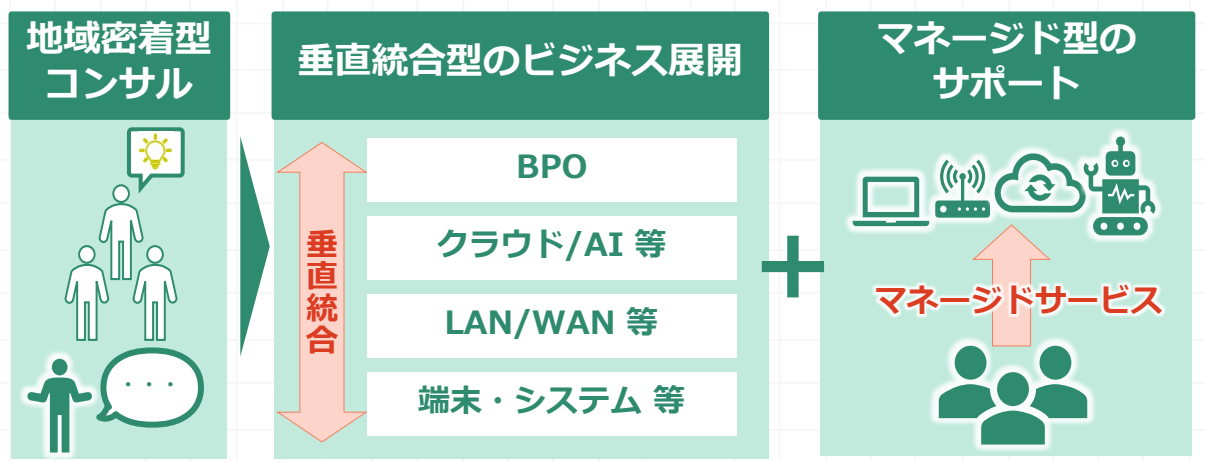 地域密着型
コンサル
垂直統合型のビジネス展開
マネージド型の
サポート
垂直統合
BPO
クラウド/AI 等
LAN/WAN 等
端末・システム 等
+
マネージドサービス
・・・